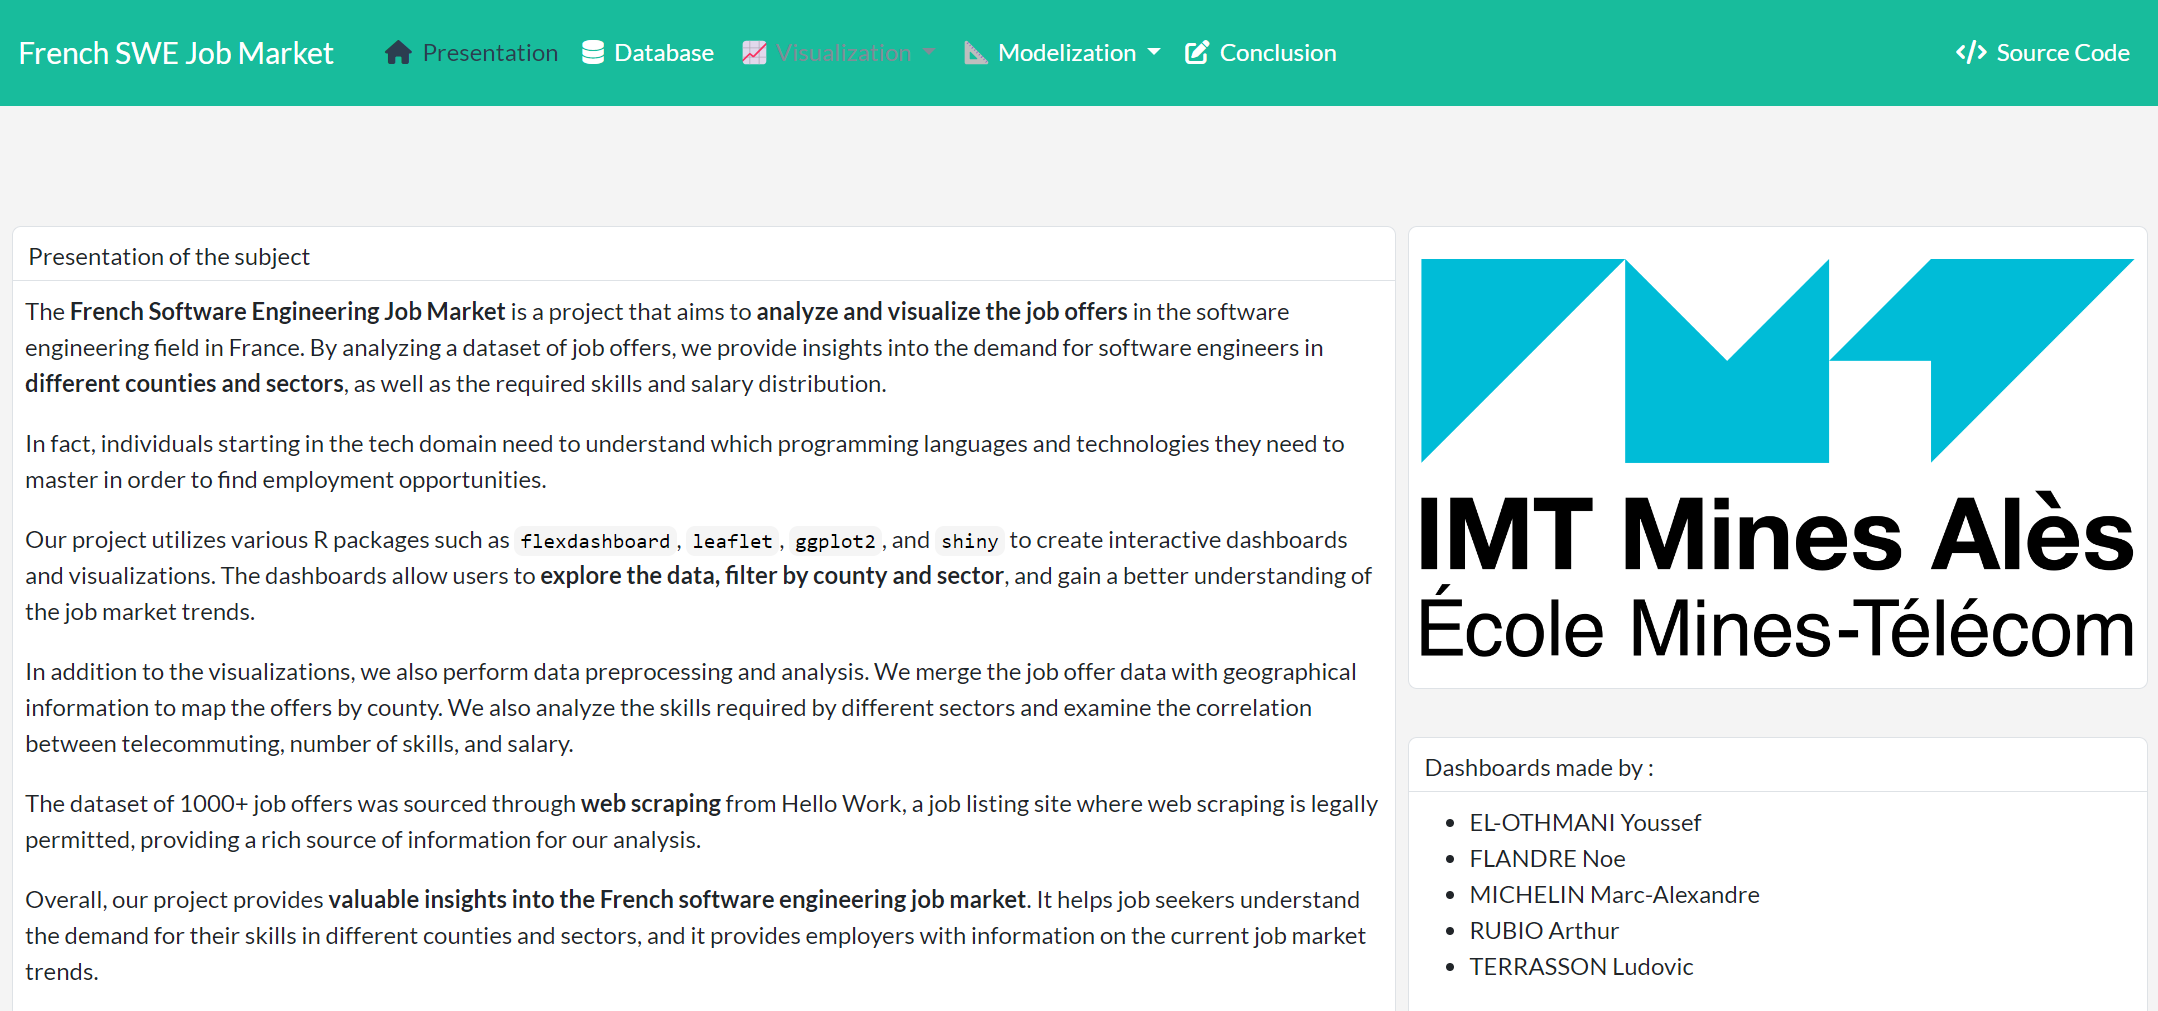 French SWE Job Market Presentation Database Visualization Modelization Conclusion Source Code
Presentation of the subject
The French Software Engineering Job Market is a project that aims to analyze and visualize the job offers in the software
engineering field in France. By analyzing a dataset of job offers, we provide insights into the demand for software engineers in
different counties and sectors, as well as the required skills and salary distribution.
In fact, individuals starting in the tech domain need to understand which programming languages and technologies they need to
master in order to find employment opportunities.
Our project utilizes various R packages such as flexdashboard, leaflet, ggplot2, and shiny to create interactive dashboards
and visualizations. The dashboards allow users to explore the data, filter by county and sector, and gain a better understanding of
the job market trends.
In addition to the visualizations, we also perform data preprocessing and analysis. We merge the job offer data with geographical
information to map the offers by county. We also analyze the skills required by different sectors and examine the correlation
between telecommuting, number of skills, and salary.
The dataset of 1000+ job offers was sourced through web scraping from Hello Work, a job listing site where web scraping is legally
permitted, providing a rich source of information for our analysis.
Overall, our project provides valuable insights into the French software engineering job market. It helps job seekers understand
the demand for their skills in different counties and sectors, and it provides employers with information on the current job market
trends.
IMT Mines Alès
École Mines-Télécom
Dashboards made by :
• EL-OTHMANI Youssef
• FLANDRE Noe
• MICHELIN Marc-Alexandre
• RUBIO Arthur
• TERRASSON Ludovic